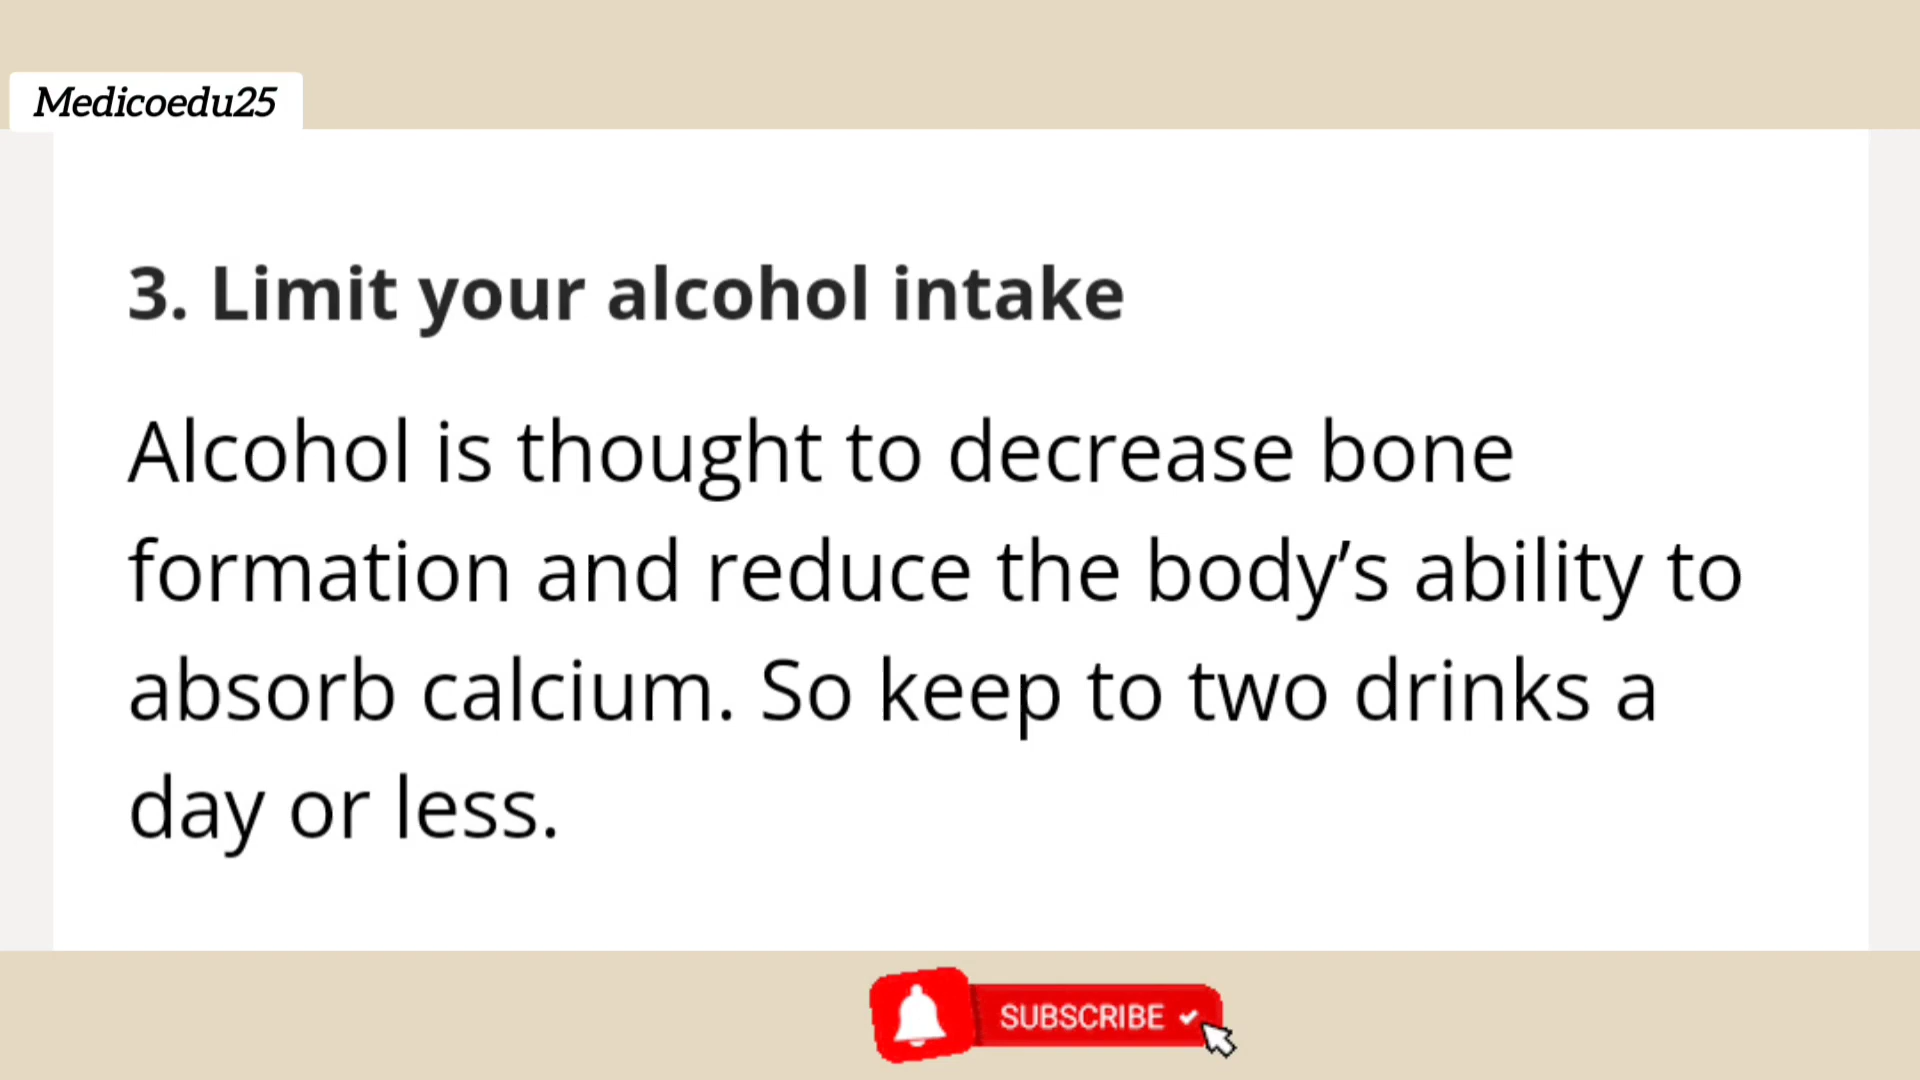 Medicoedu25
3. Limit your alcohol intake
Alcohol is thought to decrease bone
formation and reduce the body’s ability to
absorb calcium. So keep to two drinks a
day or less.
SUBSCRIBE